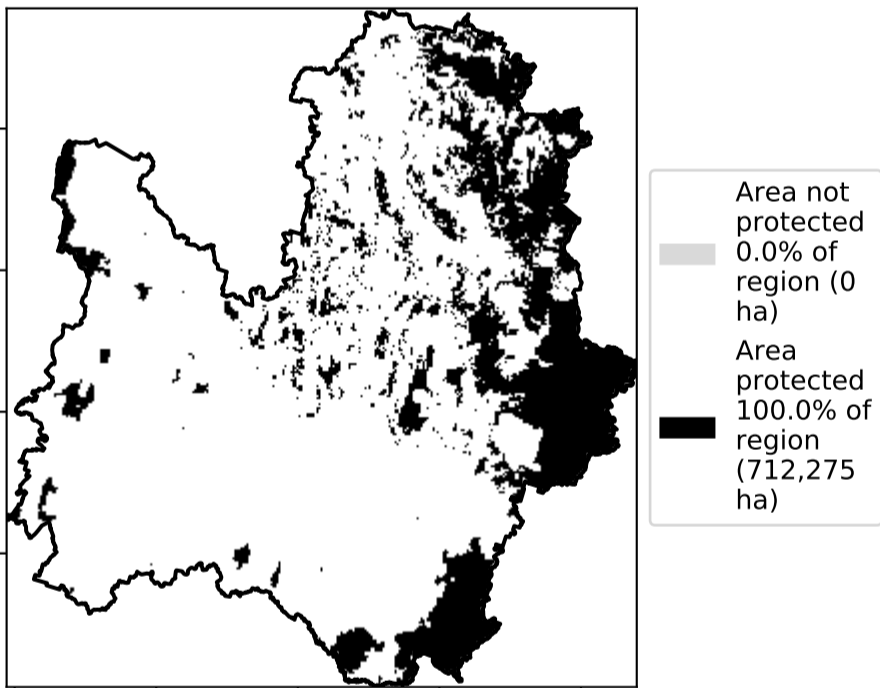 Area not
protected
0.0% of
region (0
ha)
Area
protected
100.0% of
region
(712,275
ha)